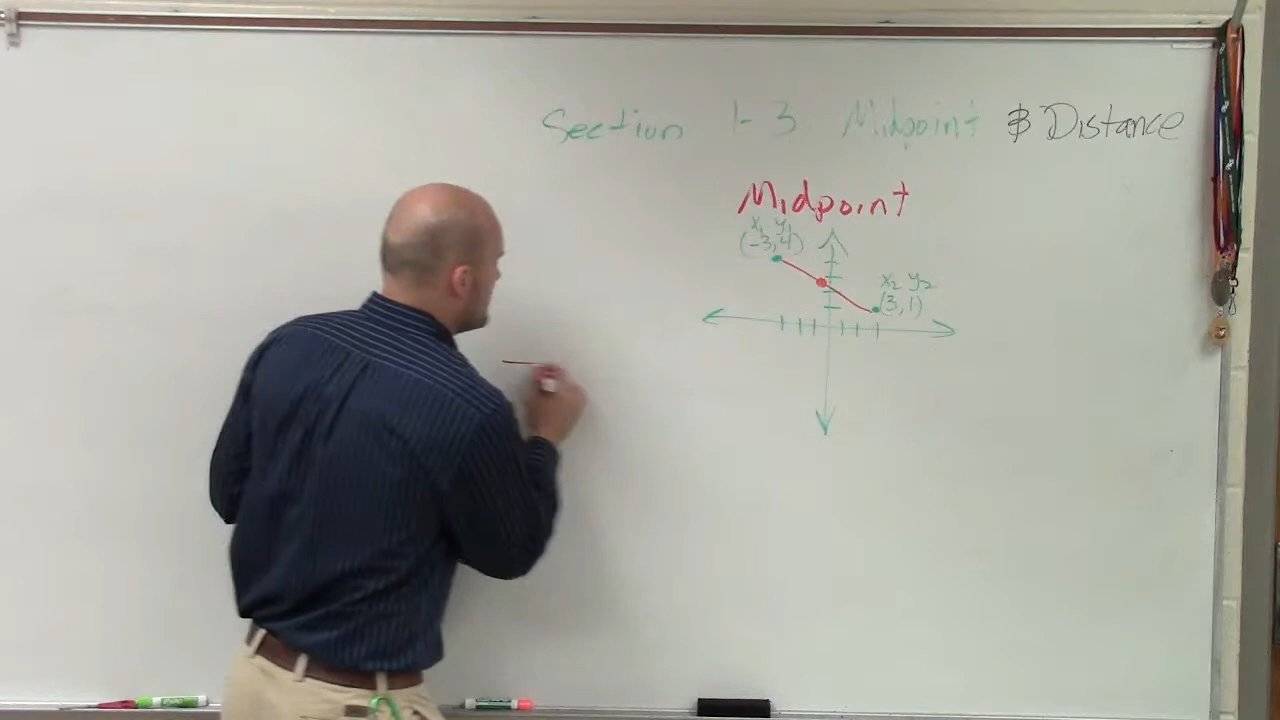 Section 1-3 Midpoint & Distance
Midpoint
x₁ y₁
(-3,4)
x₂ y₂
(3,1)